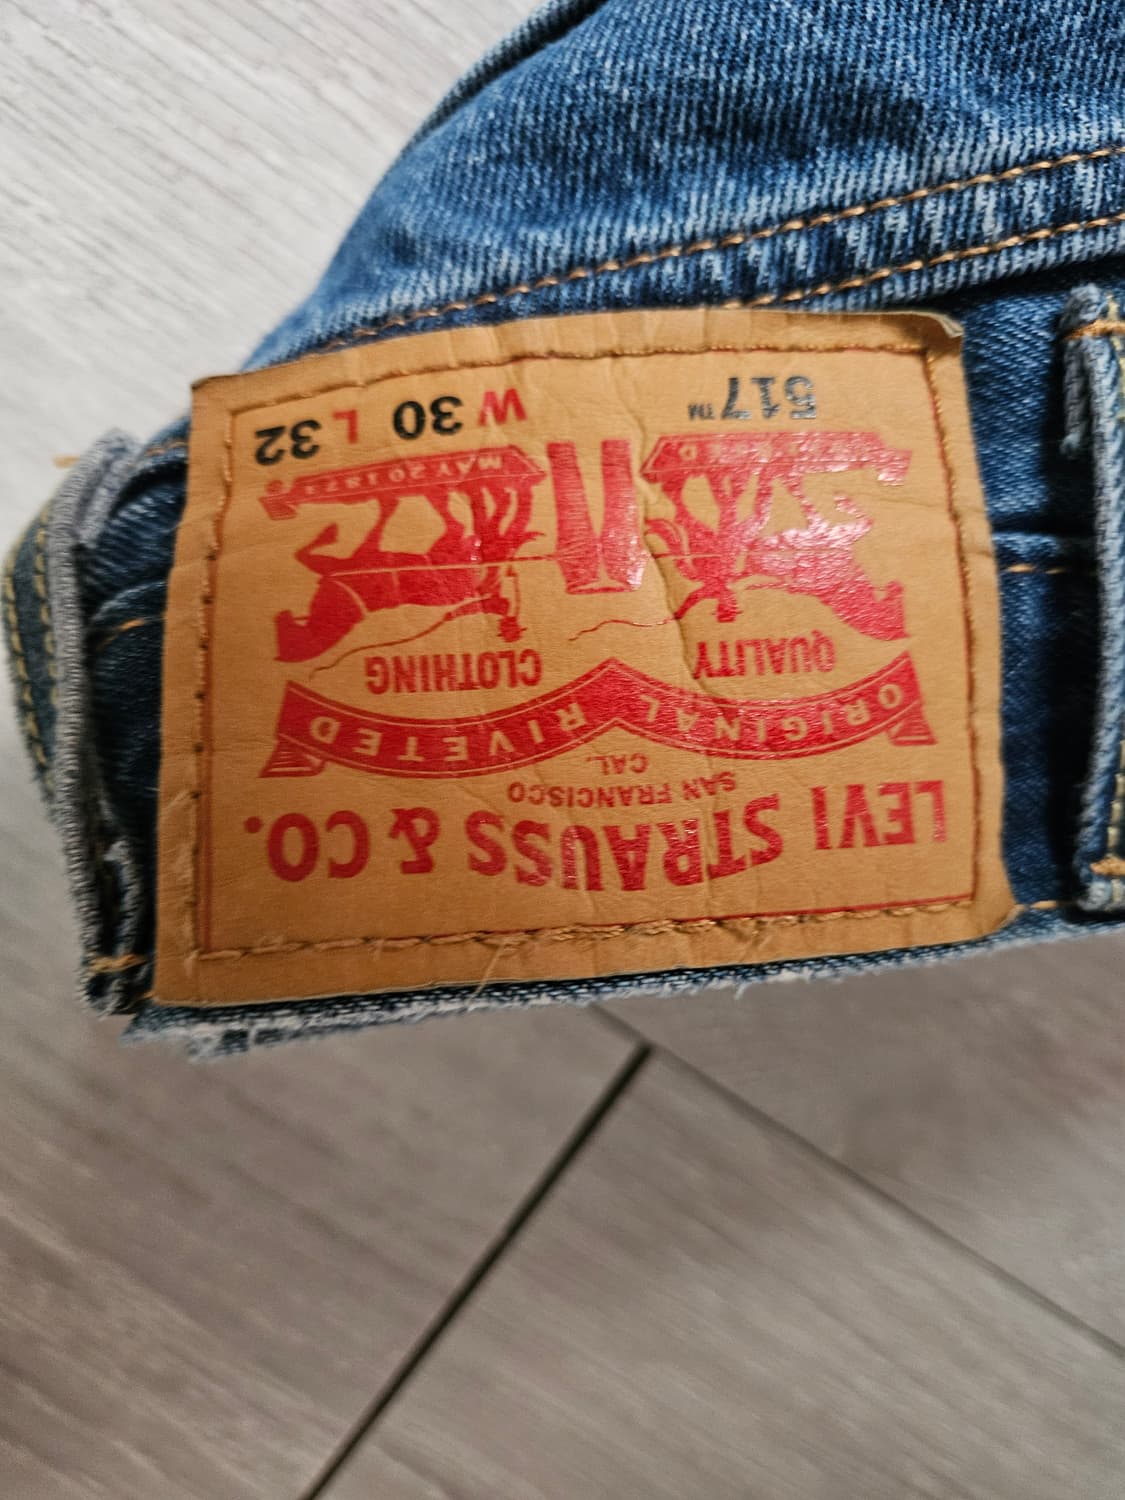 LEVI STRAUSS & CO.
SAN FRANCISCO
CAL.
ORIGINAL RIVETED
QUALITY CLOTHING
MAY 20 1873
517™ W 30 L 32